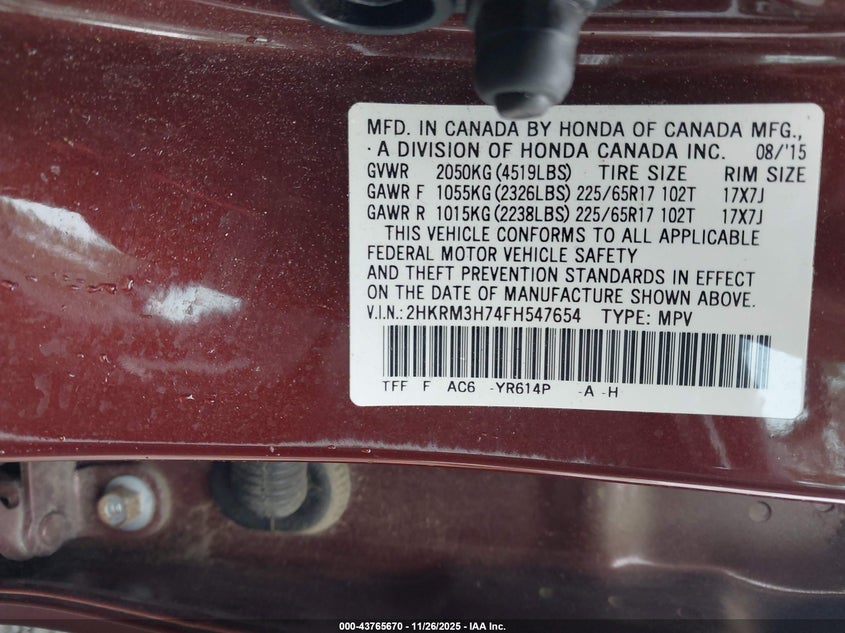 MFD. IN CANADA BY HONDA OF CANADA MFG.,
· A DIVISION OF HONDA CANADA INC. 08/'15
GVWR 2050KG (4519LBS) TIRE SIZE RIM SIZE
GAWR F 1055KG (2326LBS) 225/65R17 102T 17X7J
GAWR R 1015KG (2238LBS) 225/65R17 102T 17X7J
THIS VEHICLE CONFORMS TO ALL APPLICABLE
FEDERAL MOTOR VEHICLE SAFETY
AND THEFT PREVENTION STANDARDS IN EFFECT
ON THE DATE OF MANUFACTURE SHOWN ABOVE.
V.I.N.: 2HKRM3H74FH547654 TYPE: MPV
TFF F AC6 -YR614P -A -H
000-43765670 - 11/26/2025 - IAA Inc.